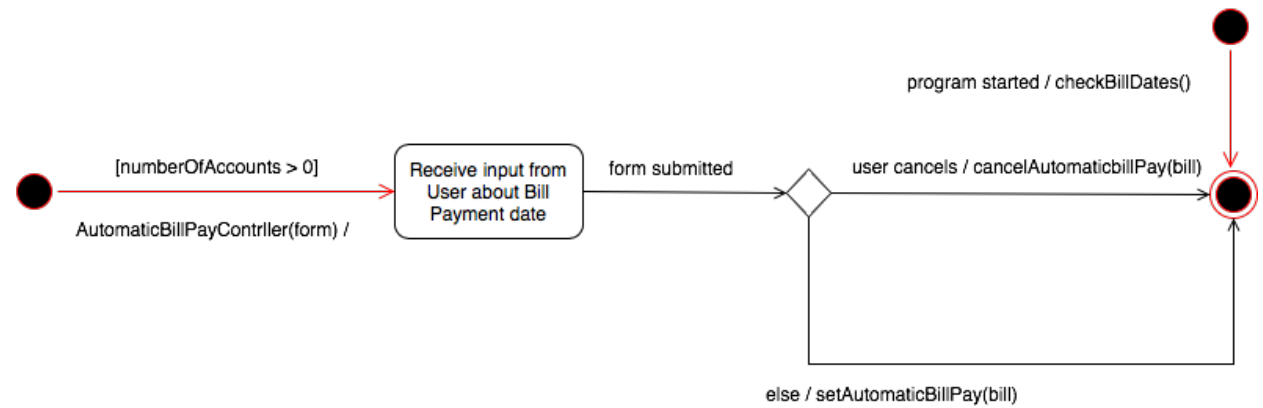 program started / checkBillDates()
[numberOfAccounts > 0]
AutomaticBillPayContrller(form) /
Receive input from
User about Bill
Payment date
form submitted
user cancels / cancelAutomaticbillPay(bill)
else / setAutomaticBillPay(bill)